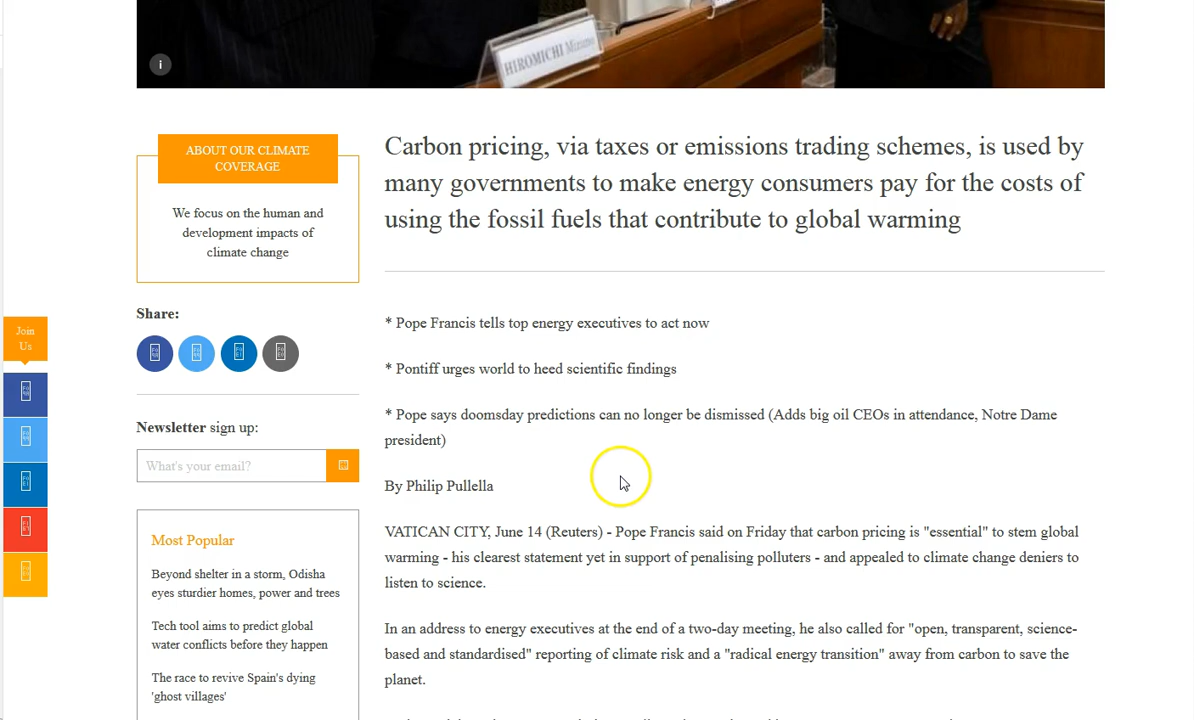 HIROMICHI Mizuno
i
ABOUT OUR CLIMATE
COVERAGE
We focus on the human and
development impacts of
climate change
Share:
Join
Us
Newsletter sign up:
What's your email?
Most Popular
Beyond shelter in a storm, Odisha
eyes sturdier homes, power and trees
Tech tool aims to predict global
water conflicts before they happen
The race to revive Spain's dying
'ghost villages'
Carbon pricing, via taxes or emissions trading schemes, is used by
many governments to make energy consumers pay for the costs of
using the fossil fuels that contribute to global warming
* Pope Francis tells top energy executives to act now
* Pontiff urges world to heed scientific findings
* Pope says doomsday predictions can no longer be dismissed (Adds big oil CEOs in attendance, Notre Dame
president)
By Philip Pullella
VATICAN CITY, June 14 (Reuters) - Pope Francis said on Friday that carbon pricing is "essential" to stem global
warming - his clearest statement yet in support of penalising polluters - and appealed to climate change deniers to
listen to science.
In an address to energy executives at the end of a two-day meeting, he also called for "open, transparent, science-
based and standardised" reporting of climate risk and a "radical energy transition" away from carbon to save the
planet.